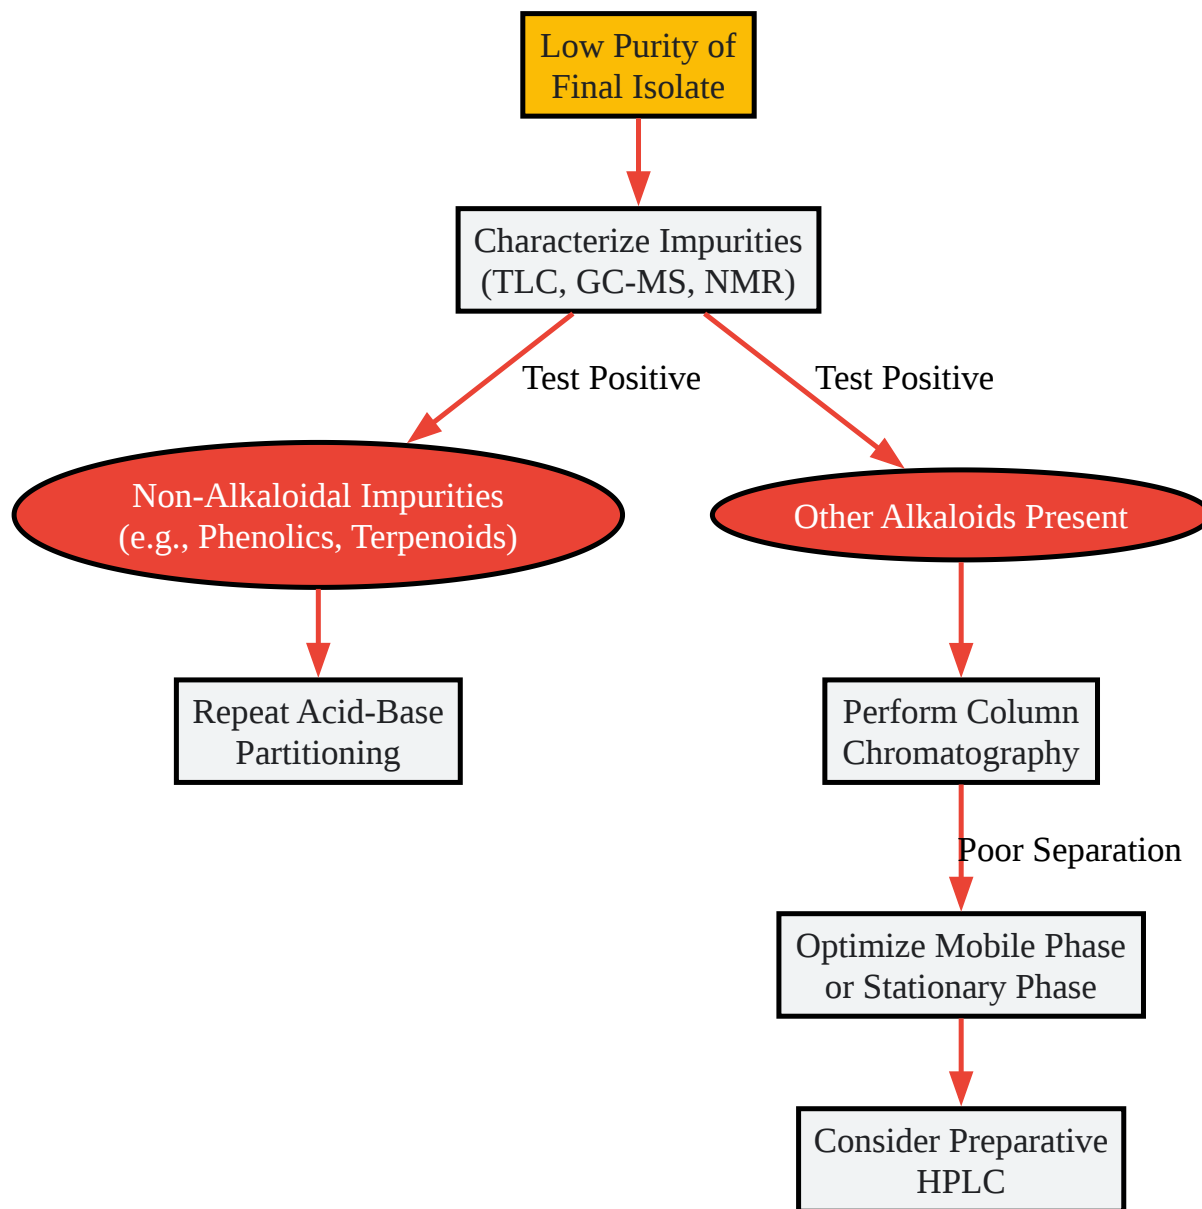 Low Purity of
Final Isolate
Characterize Impurities
(TLC, GC-MS, NMR)
Test Positive
Test Positive
Non-Alkaloidal Impurities
(e.g., Phenolics, Terpenoids)
Other Alkaloids Present
Repeat Acid-Base
Partitioning
Perform Column
Chromatography
Poor Separation
Optimize Mobile Phase
or Stationary Phase
Consider Preparative
HPLC